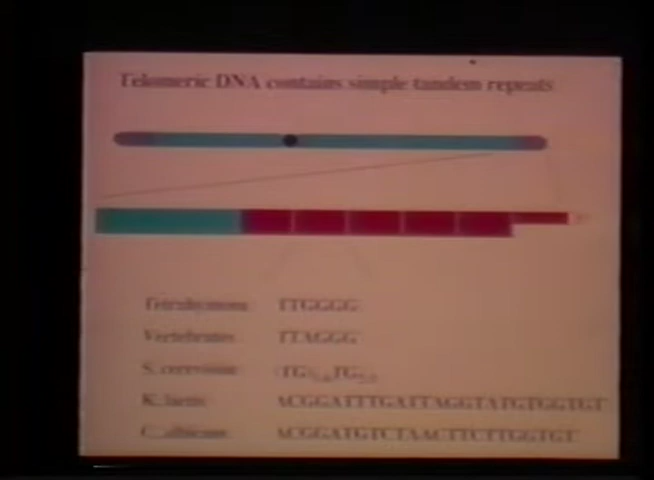 Telomeric DNA contains simple tandem repeats
Tetrahymena TTGGGG
Vertebrates TTAGGG
S. cerevisiae
K. lactis ACGGATTTGATTAGGTATGTGGTGT
C. albicans ACGGATGTCTAACTTCTTGGTGT